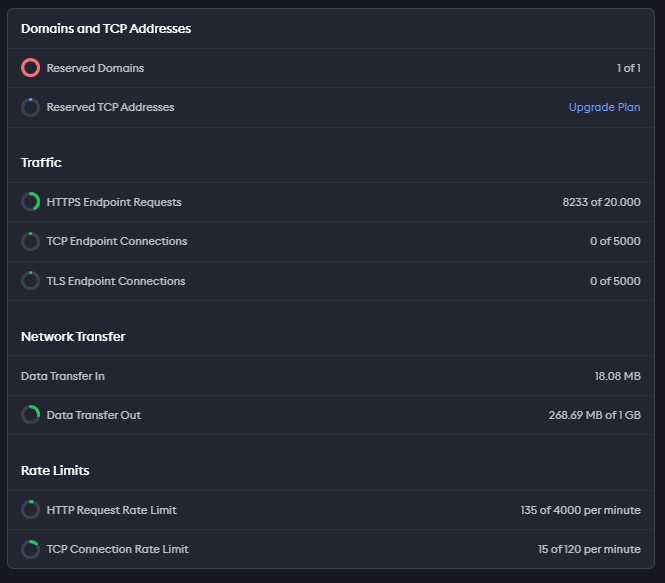 Domains and TCP Addresses
Reserved Domains 1 of 1
Reserved TCP Addresses Upgrade Plan
Traffic
HTTPS Endpoint Requests 8233 of 20.000
TCP Endpoint Connections 0 of 5000
TLS Endpoint Connections 0 of 5000
Network Transfer
Data Transfer In 18.08 MB
Data Transfer Out 268.69 MB of 1 GB
Rate Limits
HTTP Request Rate Limit 135 of 4000 per minute
TCP Connection Rate Limit 15 of 120 per minute